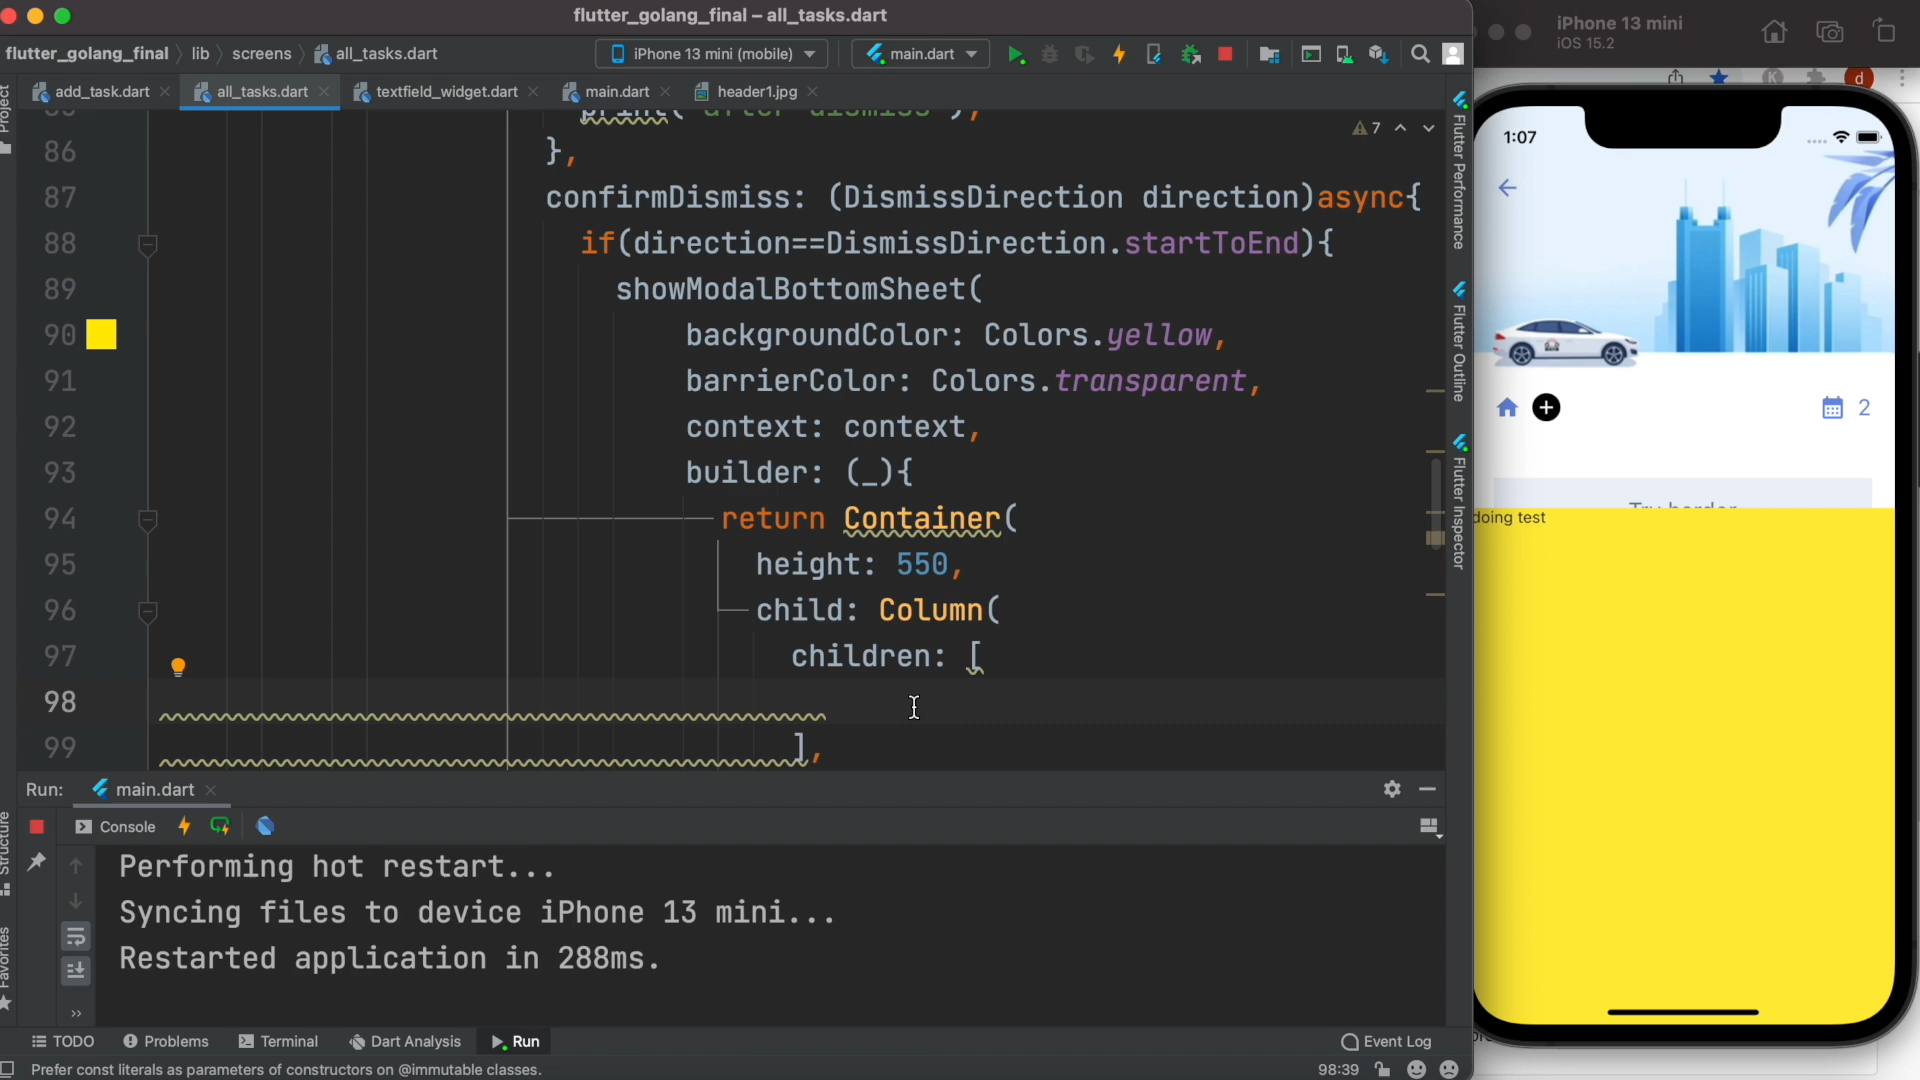 flutter_golang_final – all_tasks.dart
flutter_golang_final
lib
screens
all_tasks.dart
iPhone 13 mini (mobile)
main.dart
add_task.dart
all_tasks.dart
textfield_widget.dart
main.dart
header1.jpg
7
86 },
87 confirmDismiss: (DismissDirection direction)async{
88 if(direction==DismissDirection.startToEnd){
89 showModalBottomSheet(
90 backgroundColor: Colors.yellow,
91 barrierColor: Colors.transparent,
92 context: context,
93 builder: (_){
94 return Container(
95 height: 550,
96 child: Column(
97 children: [
98
99 ],
Project
Structure
Favorites
Flutter Performance
Flutter Outline
Flutter Inspector
Run:
main.dart
Console
Performing hot restart...
Syncing files to device iPhone 13 mini...
Restarted application in 288ms.
TODO
Problems
Terminal
Dart Analysis
Run
Event Log
Prefer const literals as parameters of constructors on @immutable classes.
98:39
iPhone 13 mini
iOS 15.2
K
d
1:07
2
doing test